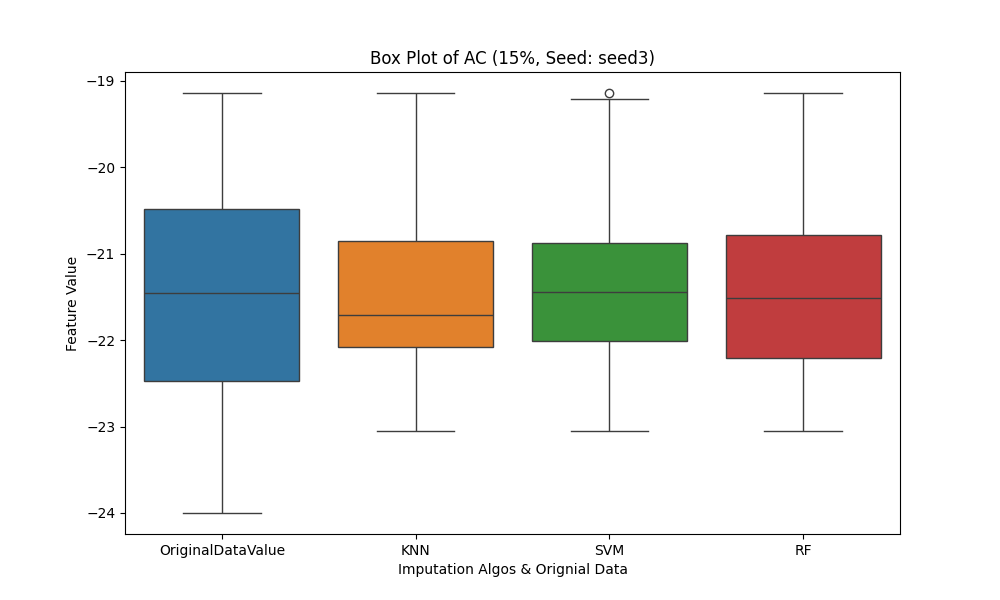 Box Plot of AC (15%, Seed: seed3)
Feature Value
−19
−20
−21
−22
−23
−24
OriginalDataValue KNN SVM RF
Imputation Algos & Orignial Data